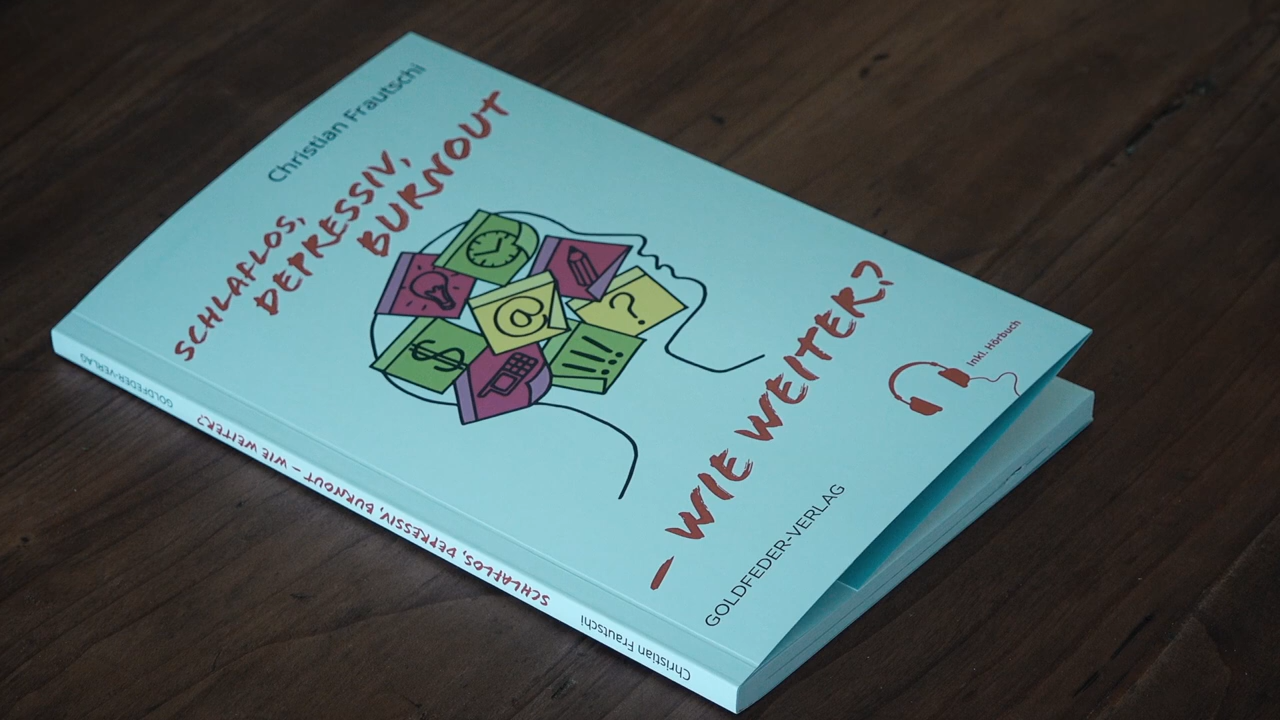 Christian Frautschi
SCHLAFLOS,
DEPRESSIV,
BURNOUT
@
?
$
!!!!
– WIE WEITER?
Inkl. Hörbuch
GOLDFEDER-VERLAG
Christian Frautschi
SCHLAFLOS, DEPRESSIV, BURNOUT – WIE WEITER?
GOLDFEDER-VERLAG